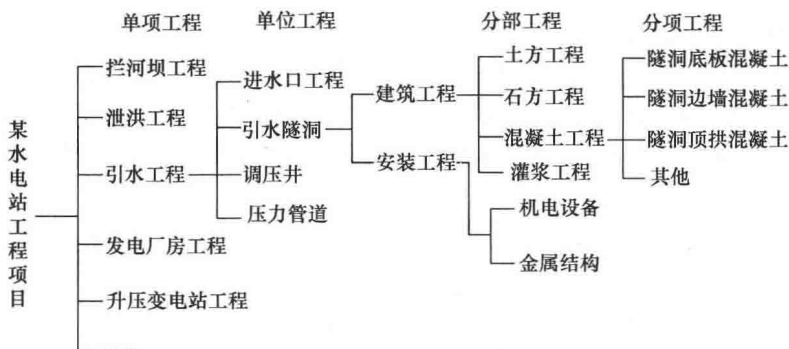 单项工程 单位工程 分部工程 分项工程
某水电站工程项目
拦河坝工程
泄洪工程
引水工程
发电厂房工程
升压变电站工程
进水口工程
引水隧洞
调压井
压力管道
建筑工程
安装工程
土方工程
石方工程
混凝土工程
灌浆工程
机电设备
金属结构
隧洞底板混凝土
隧洞边墙混凝土
隧洞顶拱混凝土
其他